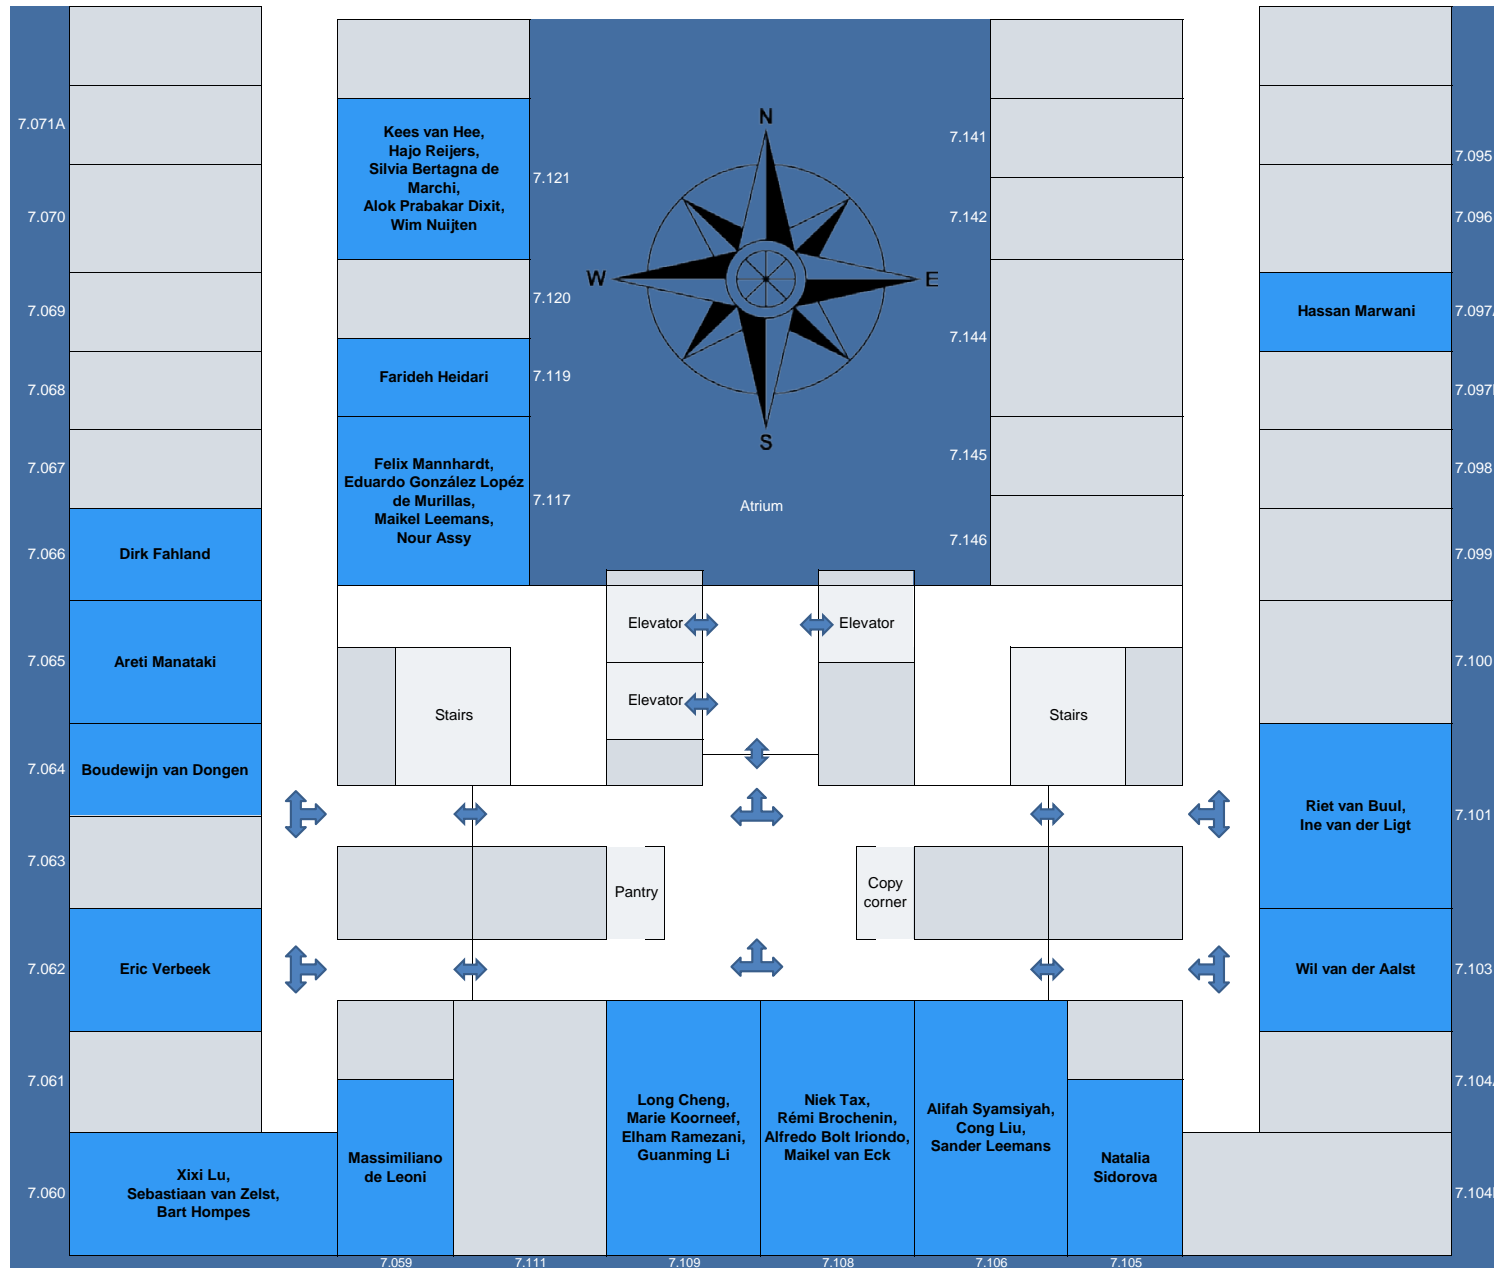 7.071A
7.070
7.069
7.068
7.067
7.066
7.065
7.064
7.063
7.062
7.061
7.060
Dirk Fahland
Areti Manataki
Boudewijn van Dongen
Eric Verbeek
Xixi Lu,
Sebastiaan van Zelst,
Bart Hompes
Kees van Hee,
Hajo Reijers,
Silvia Bertagna de
Marchi,
Alok Prabakar Dixit,
Wim Nuijten
Farideh Heidari
Felix Mannhardt,
Eduardo González Lopéz
de Murillas,
Maikel Leemans,
Nour Assy
7.121
7.120
7.119
7.117
N
W
E
S
Atrium
7.141
7.142
7.144
7.145
7.146
Elevator
Elevator
Elevator
Stairs
Stairs
Pantry
Copy
corner
Massimiliano
de Leoni
Long Cheng,
Marie Koorneef,
Elham Ramezani,
Guanming Li
Niek Tax,
Rémi Brochenin,
Alfredo Bolt Iriondo,
Maikel van Eck
Alifah Syamsiyah,
Cong Liu,
Sander Leemans
Natalia
Sidorova
7.059
7.111
7.109
7.108
7.106
7.105
Hassan Marwani
Riet van Buul,
Ine van der Ligt
Wil van der Aalst
7.095
7.096
7.097
7.097
7.098
7.099
7.100
7.101
7.103
7.104
7.104